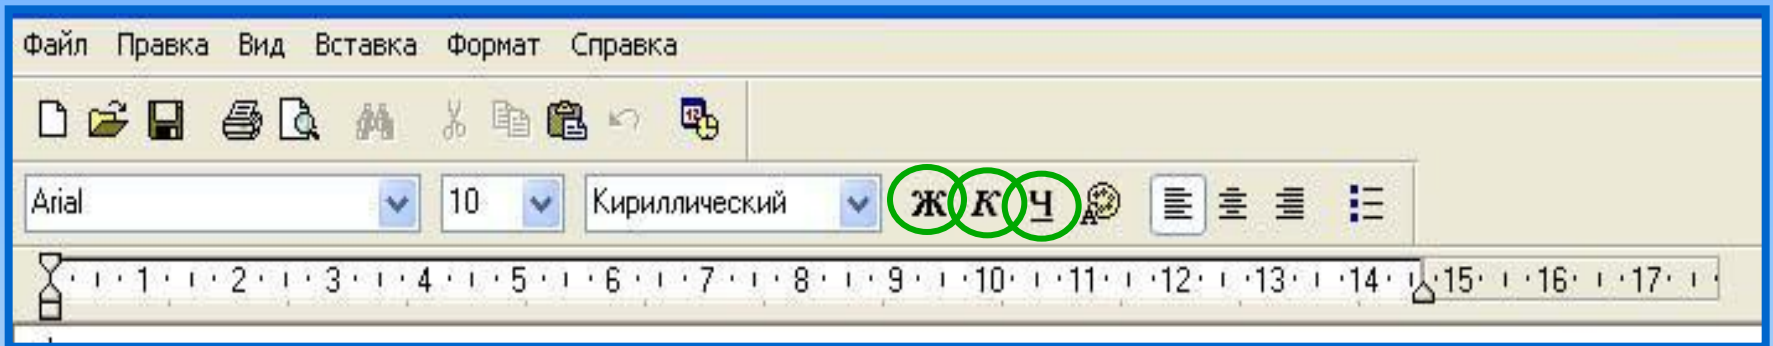 Файл Правка Вид Вставка Формат Справка
12
Arial 10 Кириллический Ж К Ч А
1 2 3 4 5 6 7 8 9 10 11 12 13 14 15 16 17